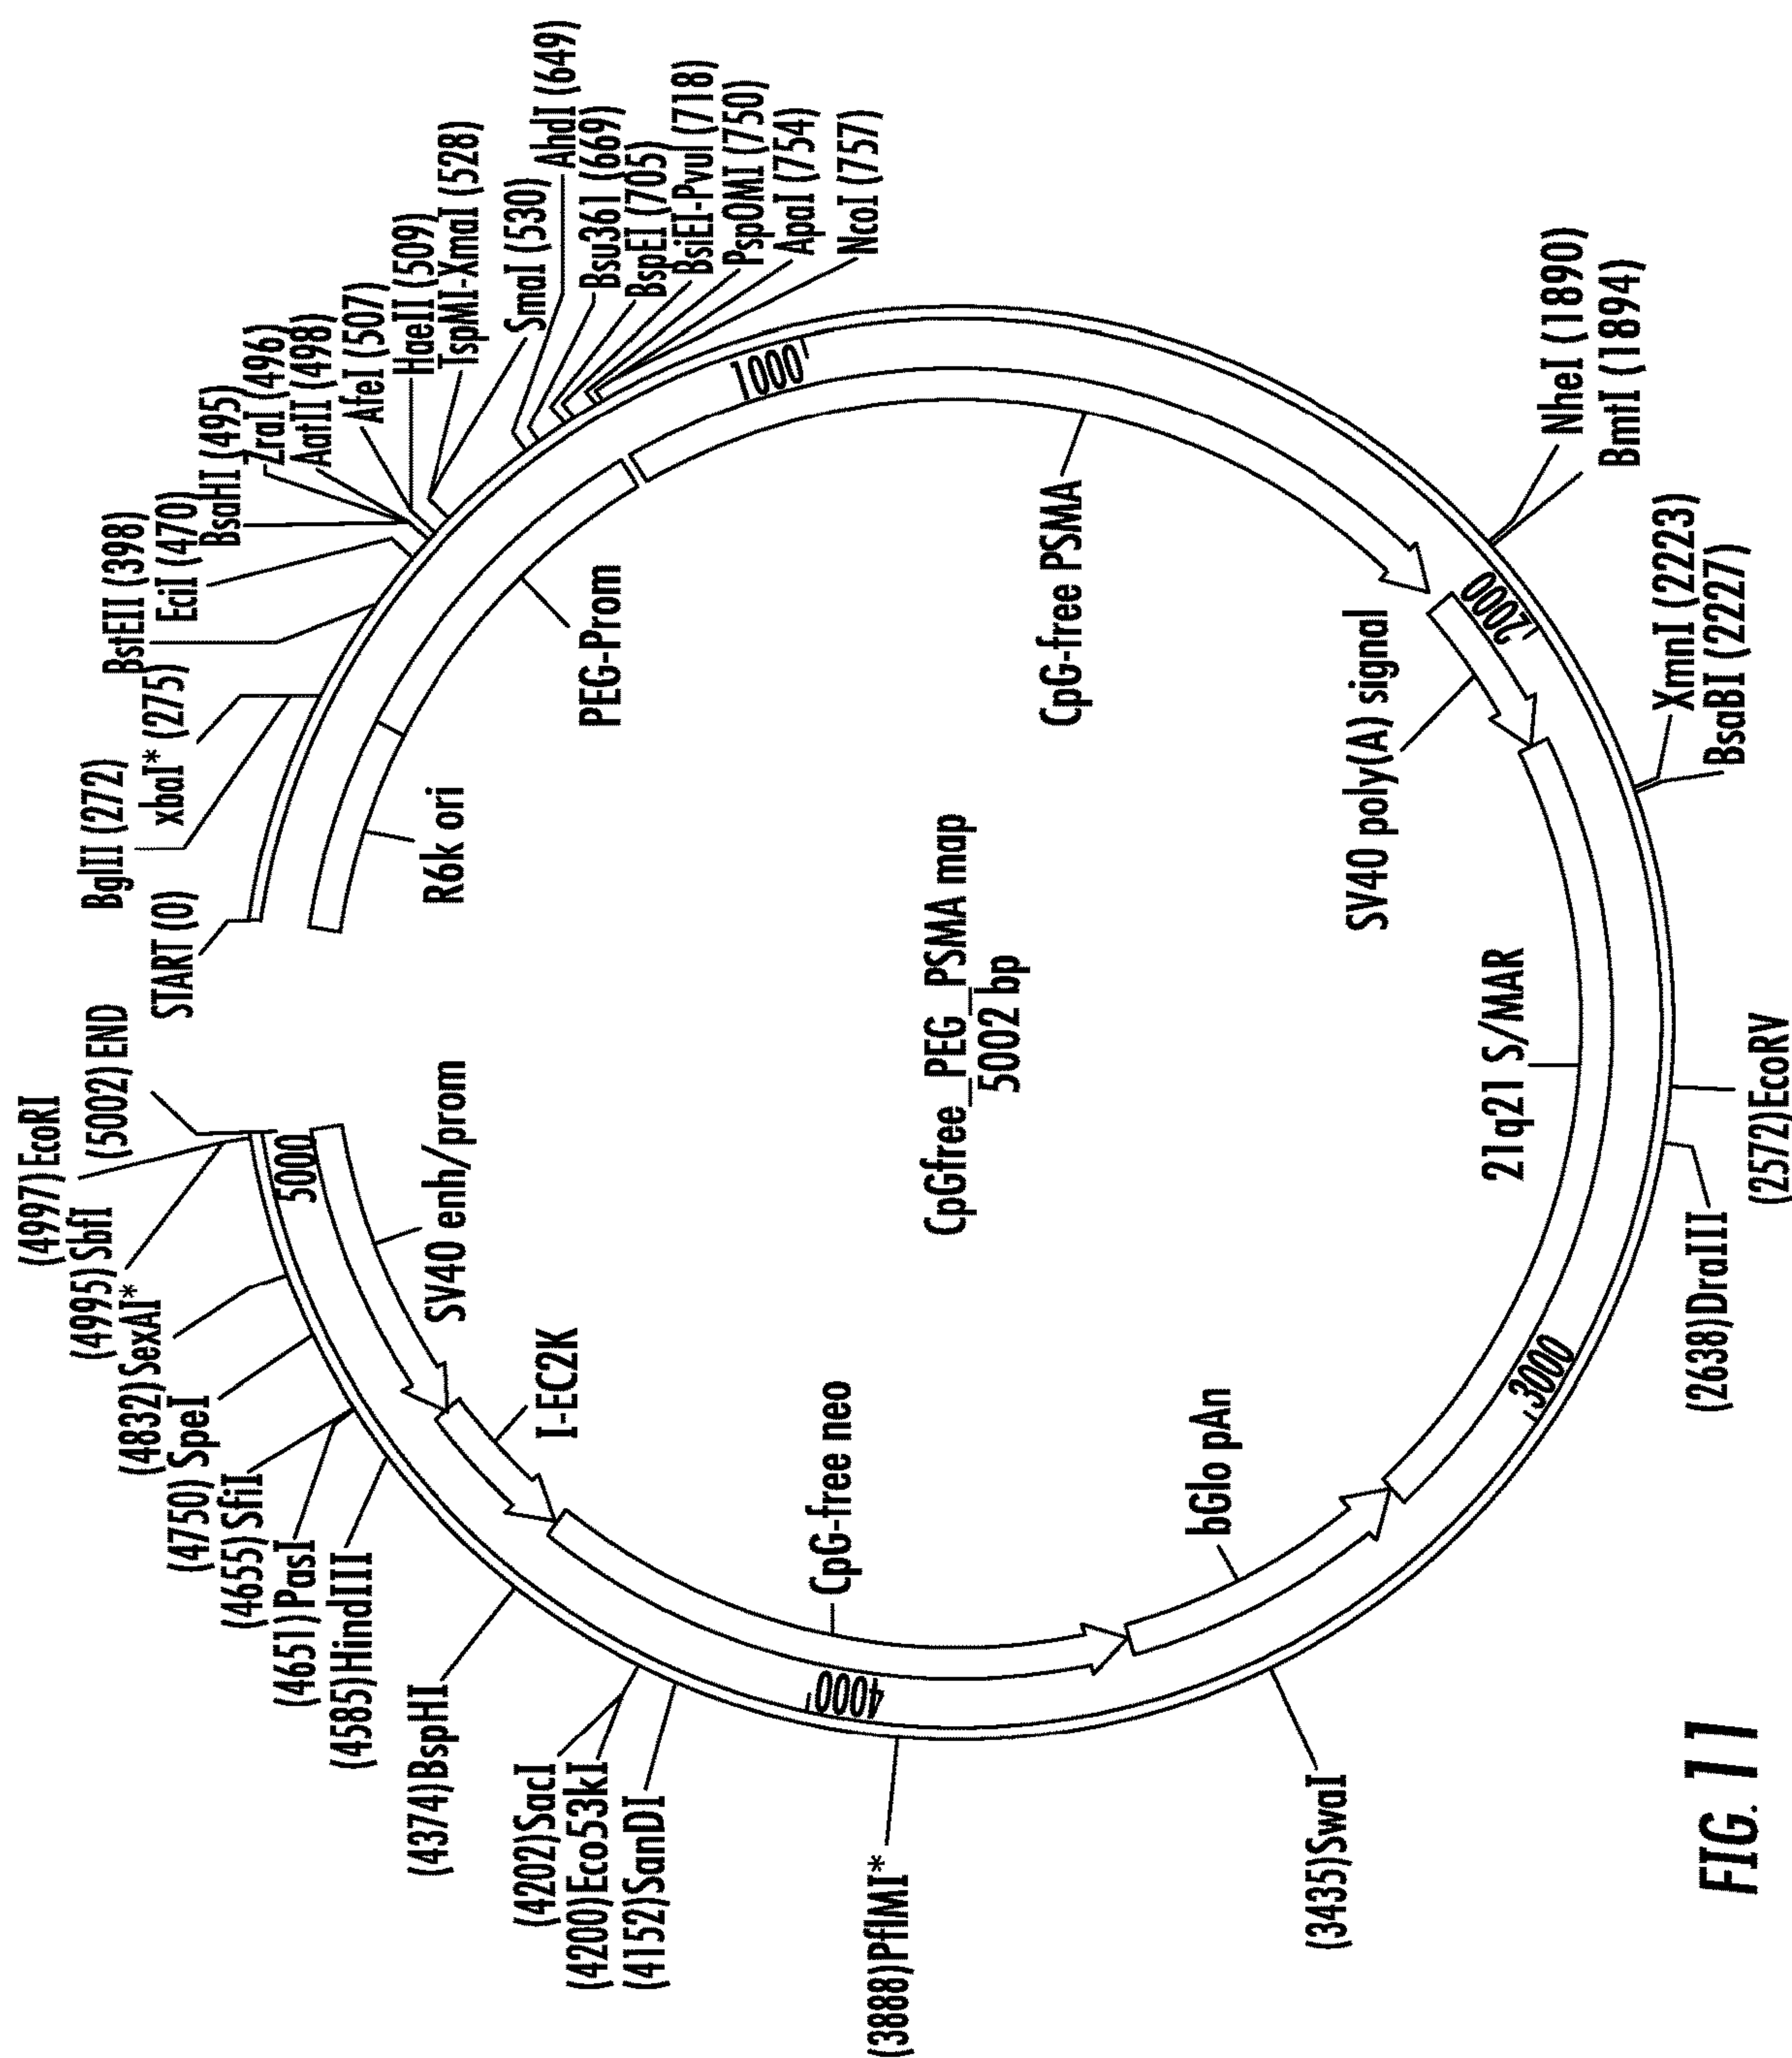 START (0)
BglII (272)
xbaI* (275)
BstEII (398)
EciI (470)
BsaHI (495)
ZraI (496)
AatII (498)
AfeI (507)
HaeII (509)
TspMI-XmaI (528)
SmaI (530)
AhdI (649)
Bsu36I (669)
BspEI (705)
BsiEI-PvuI (718)
PspOMI (750)
ApaI (754)
NcoI (757)
NheI (1890)
BmtI (1894)
XmnI (2223)
BsaBI (2227)
(2572)EcoRV
(2638)DraIII
(3435)SwaI
(3888)PflMI*
(4152)SanDI
(4200)Eco53kI
(4202)SacI
(4374)BspHI
(4585)HindIII
(4651)PasI
(4655)SfiI
(4750) SpeI
(4832)SexAI*
(4995)SbfI
(4997)EcoRI
(5002)END
1000
2000
3000
4000
5000
R6k ori
PEG-Prom
CpG-free PSMA
SV40 poly(A) signal
21q21 S/MAR
bGlo pAn
CpG-free neo
I-EC2K
SV40 enh/prom
CpGfree_PEG_PSMA map
5002 bp
FIG. 11